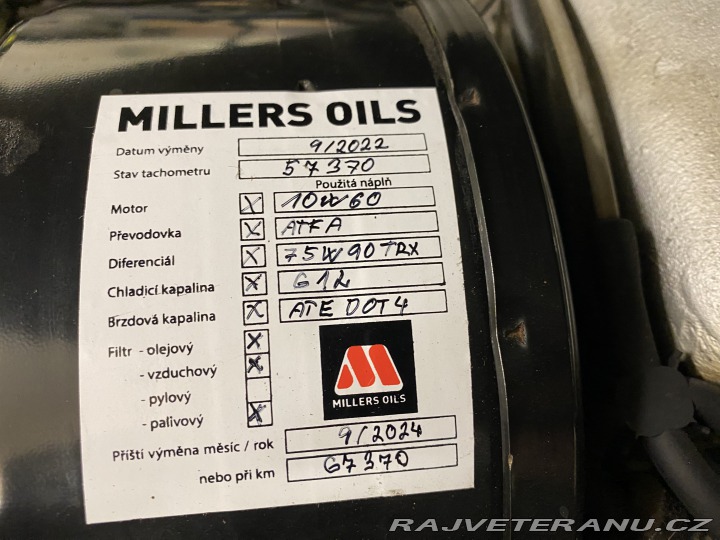 MILLERS OILS
Datum výměny 9/2022
Stav tachometru 57370
Použitá náplň
Motor X 10W60
Převodovka X ATFA
Diferenciál X 75W90 TRX
Chladicí kapalina X G12
Brzdová kapalina X ATE DOT4
Filtr - olejový X
- vzduchový X
- pylový
- palivový X
MILLERS OILS
Příští výměna měsíc / rok 9/2024
nebo při km 67370
RAJVETERANU.CZ